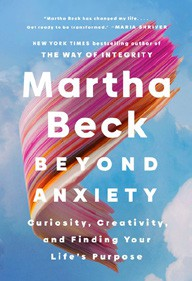 "Martha Beck has changed my life. . . .
Get ready to be transformed." —MARIA SHRIVER
NEW YORK TIMES bestselling author of
THE WAY OF INTEGRITY
Martha
Beck
BEYOND
ANXIETY
Curiosity, Creativity,
and Finding Your
Life's Purpose